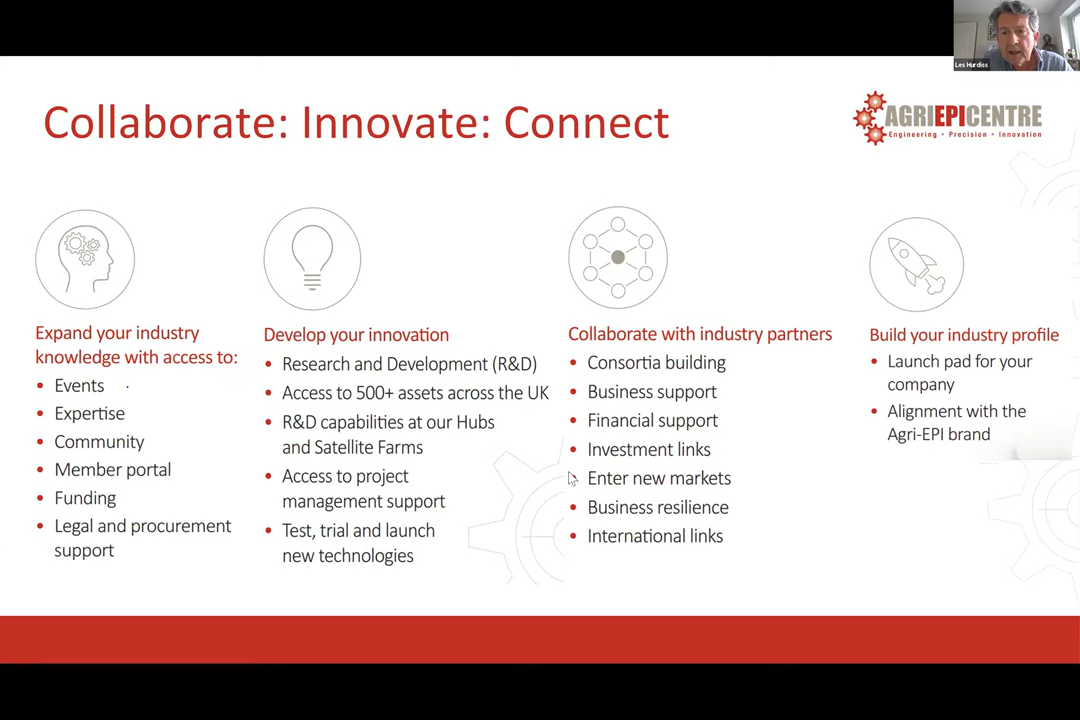 Les Hurdiss
Collaborate: Innovate: Connect
AGRIEPICENTRE
Engineering • Precision • Innovation
Expand your industry
knowledge with access to:
• Events
• Expertise
• Community
• Member portal
• Funding
• Legal and procurement
support
Develop your innovation
• Research and Development (R&D)
• Access to 500+ assets across the UK
• R&D capabilities at our Hubs
and Satellite Farms
• Access to project
management support
• Test, trial and launch
new technologies
Collaborate with industry partners
• Consortia building
• Business support
• Financial support
• Investment links
• Enter new markets
• Business resilience
• International links
Build your industry profile
• Launch pad for your
company
• Alignment with the
Agri-EPI brand